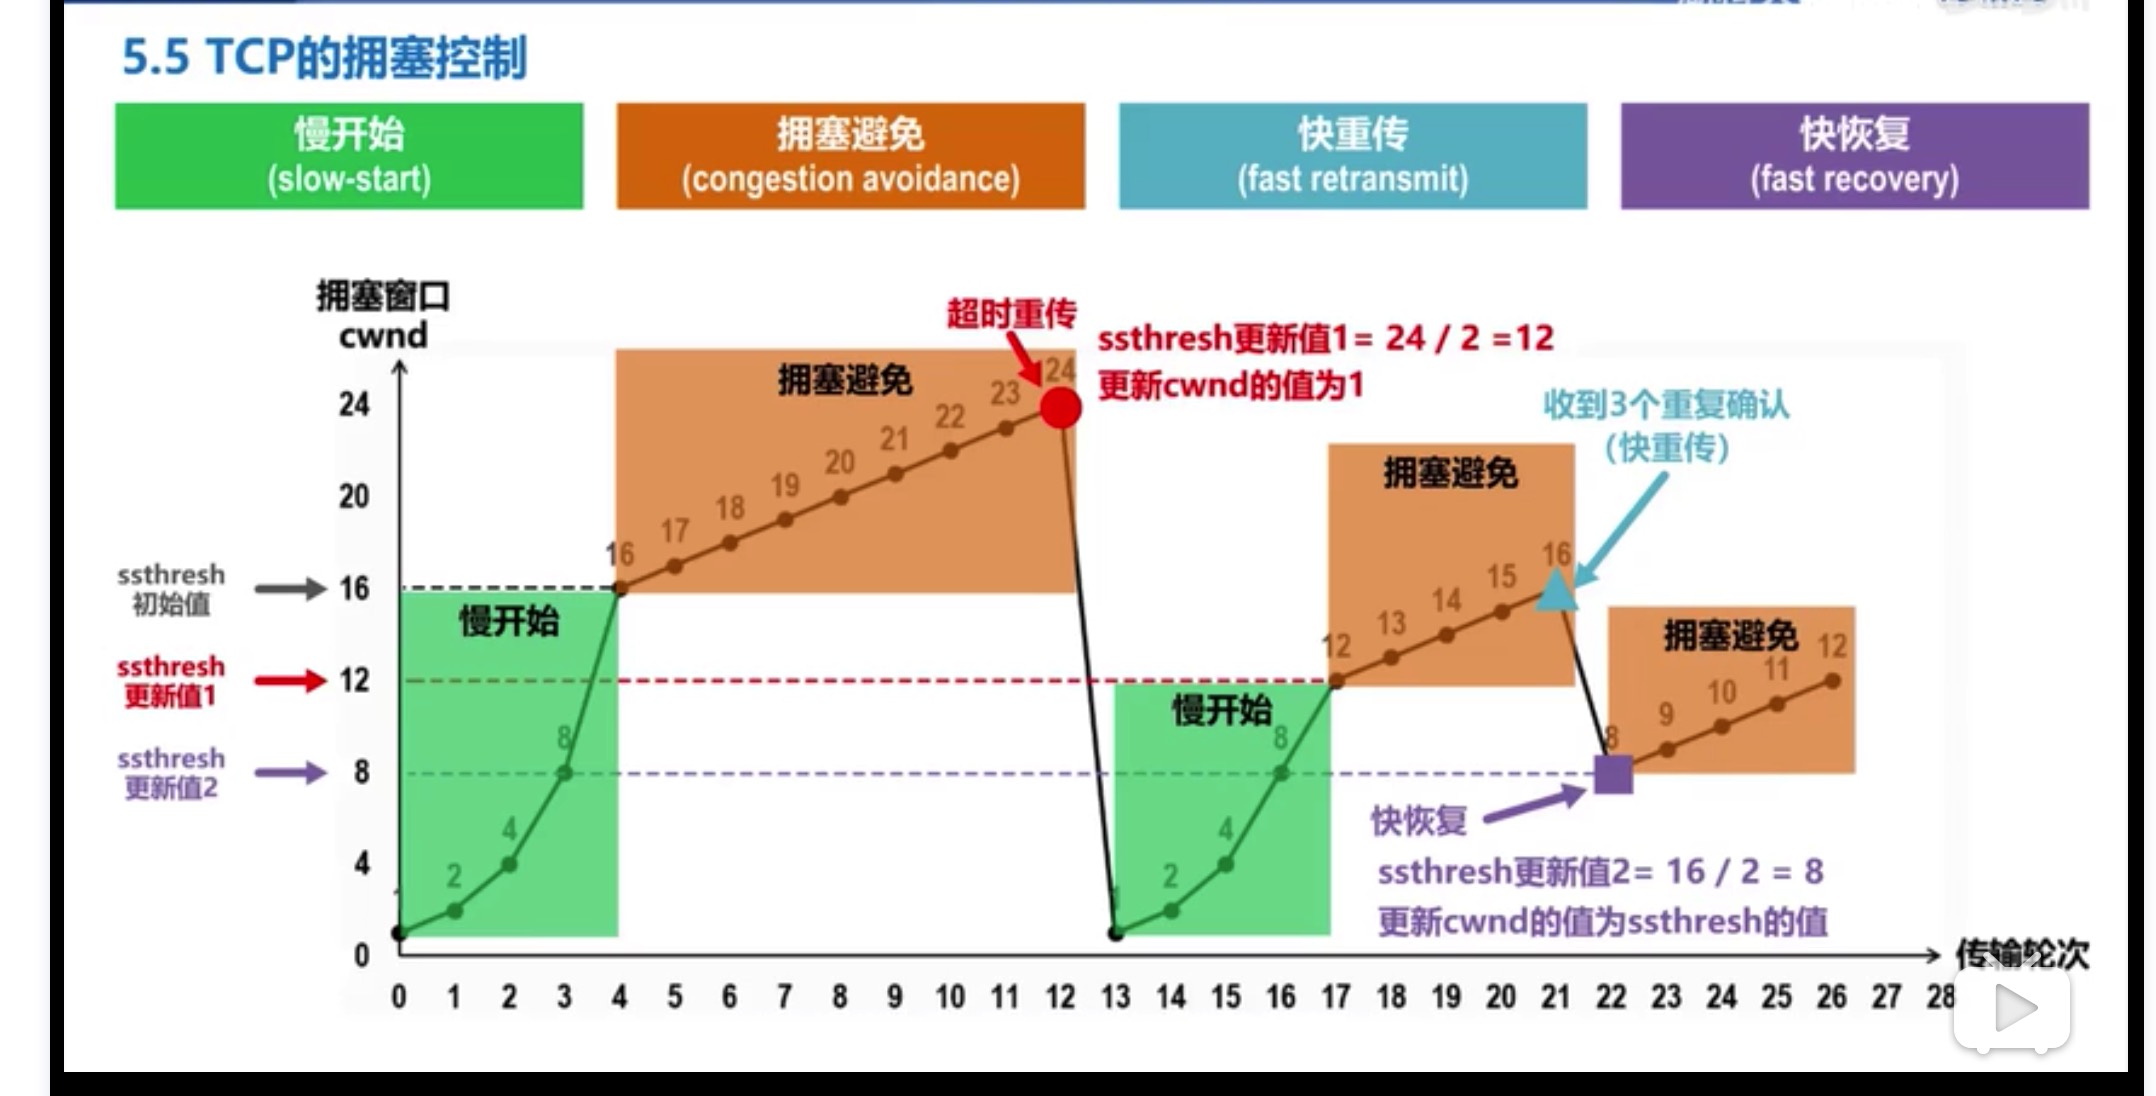 5.5 TCP的拥塞控制
慢开始
(slow-start)
拥塞避免
(congestion avoidance)
快重传
(fast retransmit)
快恢复
(fast recovery)
拥塞窗口
cwnd
超时重传
ssthresh更新值1= 24 / 2 =12
更新cwnd的值为1
收到3个重复确认
(快重传)
拥塞避免
24
23
22
21
20
19
18
17
16
拥塞避免
16
15
14
13
12
拥塞避免
12
11
10
9
8
慢开始
8
4
2
慢开始
8
4
2
1
24
20
16
12
8
4
0
ssthresh
初始值
ssthresh
更新值1
ssthresh
更新值2
快恢复
ssthresh更新值2= 16 / 2 = 8
更新cwnd的值为ssthresh的值
传输轮次
0 1 2 3 4 5 6 7 8 9 10 11 12 13 14 15 16 17 18 19 20 21 22 23 24 25 26 27 28